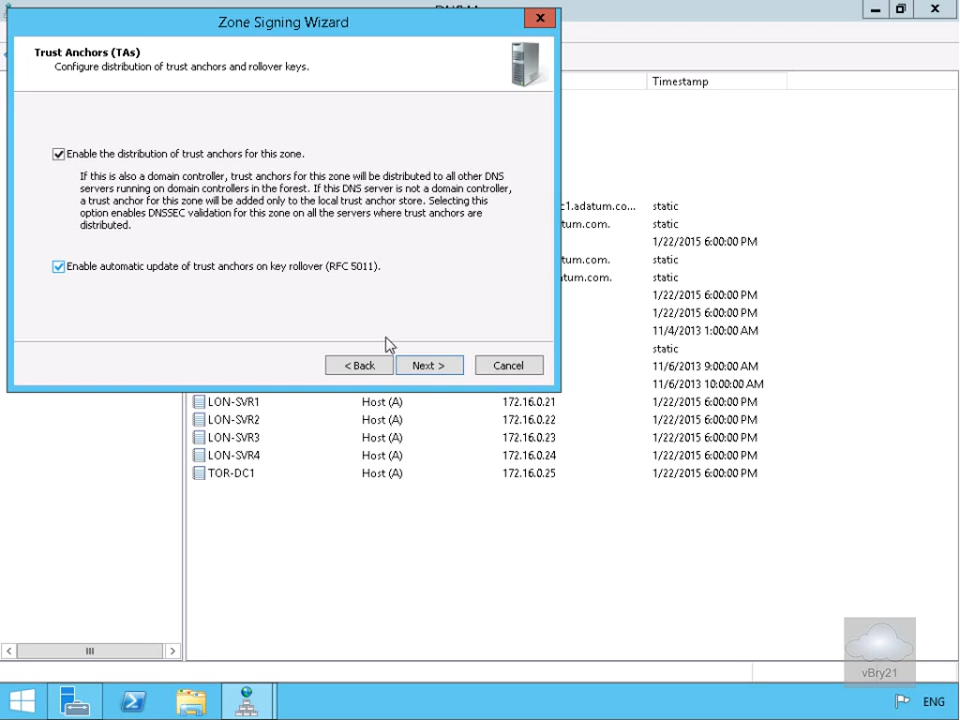 Zone Signing Wizard
Trust Anchors (TAs)
Configure distribution of trust anchors and rollover keys.
Enable the distribution of trust anchors for this zone.
If this is also a domain controller, trust anchors for this zone will be distributed to all other DNS
servers running on domain controllers in the forest. If this DNS server is not a domain controller,
a trust anchor for this zone will be added only to the local trust anchor store. Selecting this
option enables DNSSEC validation for this zone on all the servers where trust anchors are
distributed.
Enable automatic update of trust anchors on key rollover (RFC 5011).
< Back Next > Cancel
Timestamp
c1.adatum.co... static
tum.com. static
1/22/2015 6:00:00 PM
tum.com. static
atum.com. static
1/22/2015 6:00:00 PM
1/22/2015 6:00:00 PM
11/4/2013 1:00:00 AM
static
11/6/2013 9:00:00 AM
11/6/2013 10:00:00 AM
LON-SVR1 Host (A) 172.16.0.21 1/22/2015 6:00:00 PM
LON-SVR2 Host (A) 172.16.0.22 1/22/2015 6:00:00 PM
LON-SVR3 Host (A) 172.16.0.23 1/22/2015 6:00:00 PM
LON-SVR4 Host (A) 172.16.0.24 1/22/2015 6:00:00 PM
TOR-DC1 Host (A) 172.16.0.25 1/22/2015 6:00:00 PM
vBry21
ENG